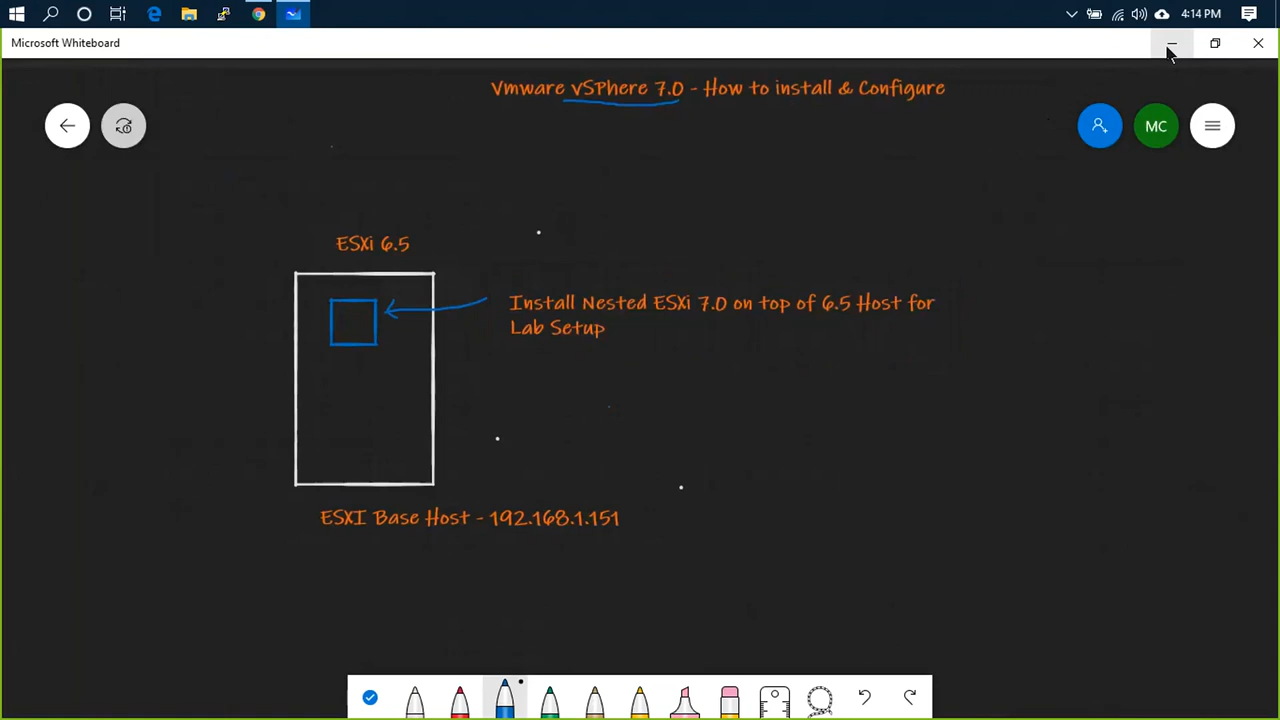 4:14 PM
Microsoft Whiteboard
Vmware vSPhere 7.0 - How to install & Configure
MC
ESXi 6.5
Install Nested ESXi 7.0 on top of 6.5 Host for
Lab Setup
ESXI Base Host - 192.168.1.151